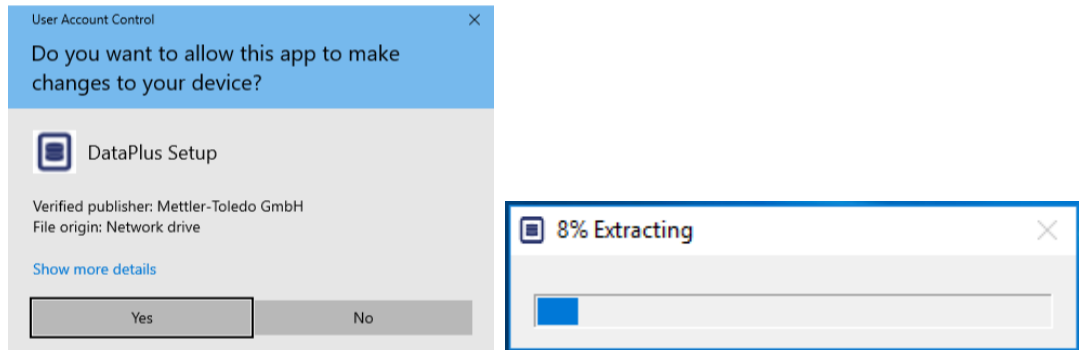 User Account Control
Do you want to allow this app to make
changes to your device?
DataPlus Setup
Verified publisher: Mettler-Toledo GmbH
File origin: Network drive
Show more details
Yes
No
8% Extracting